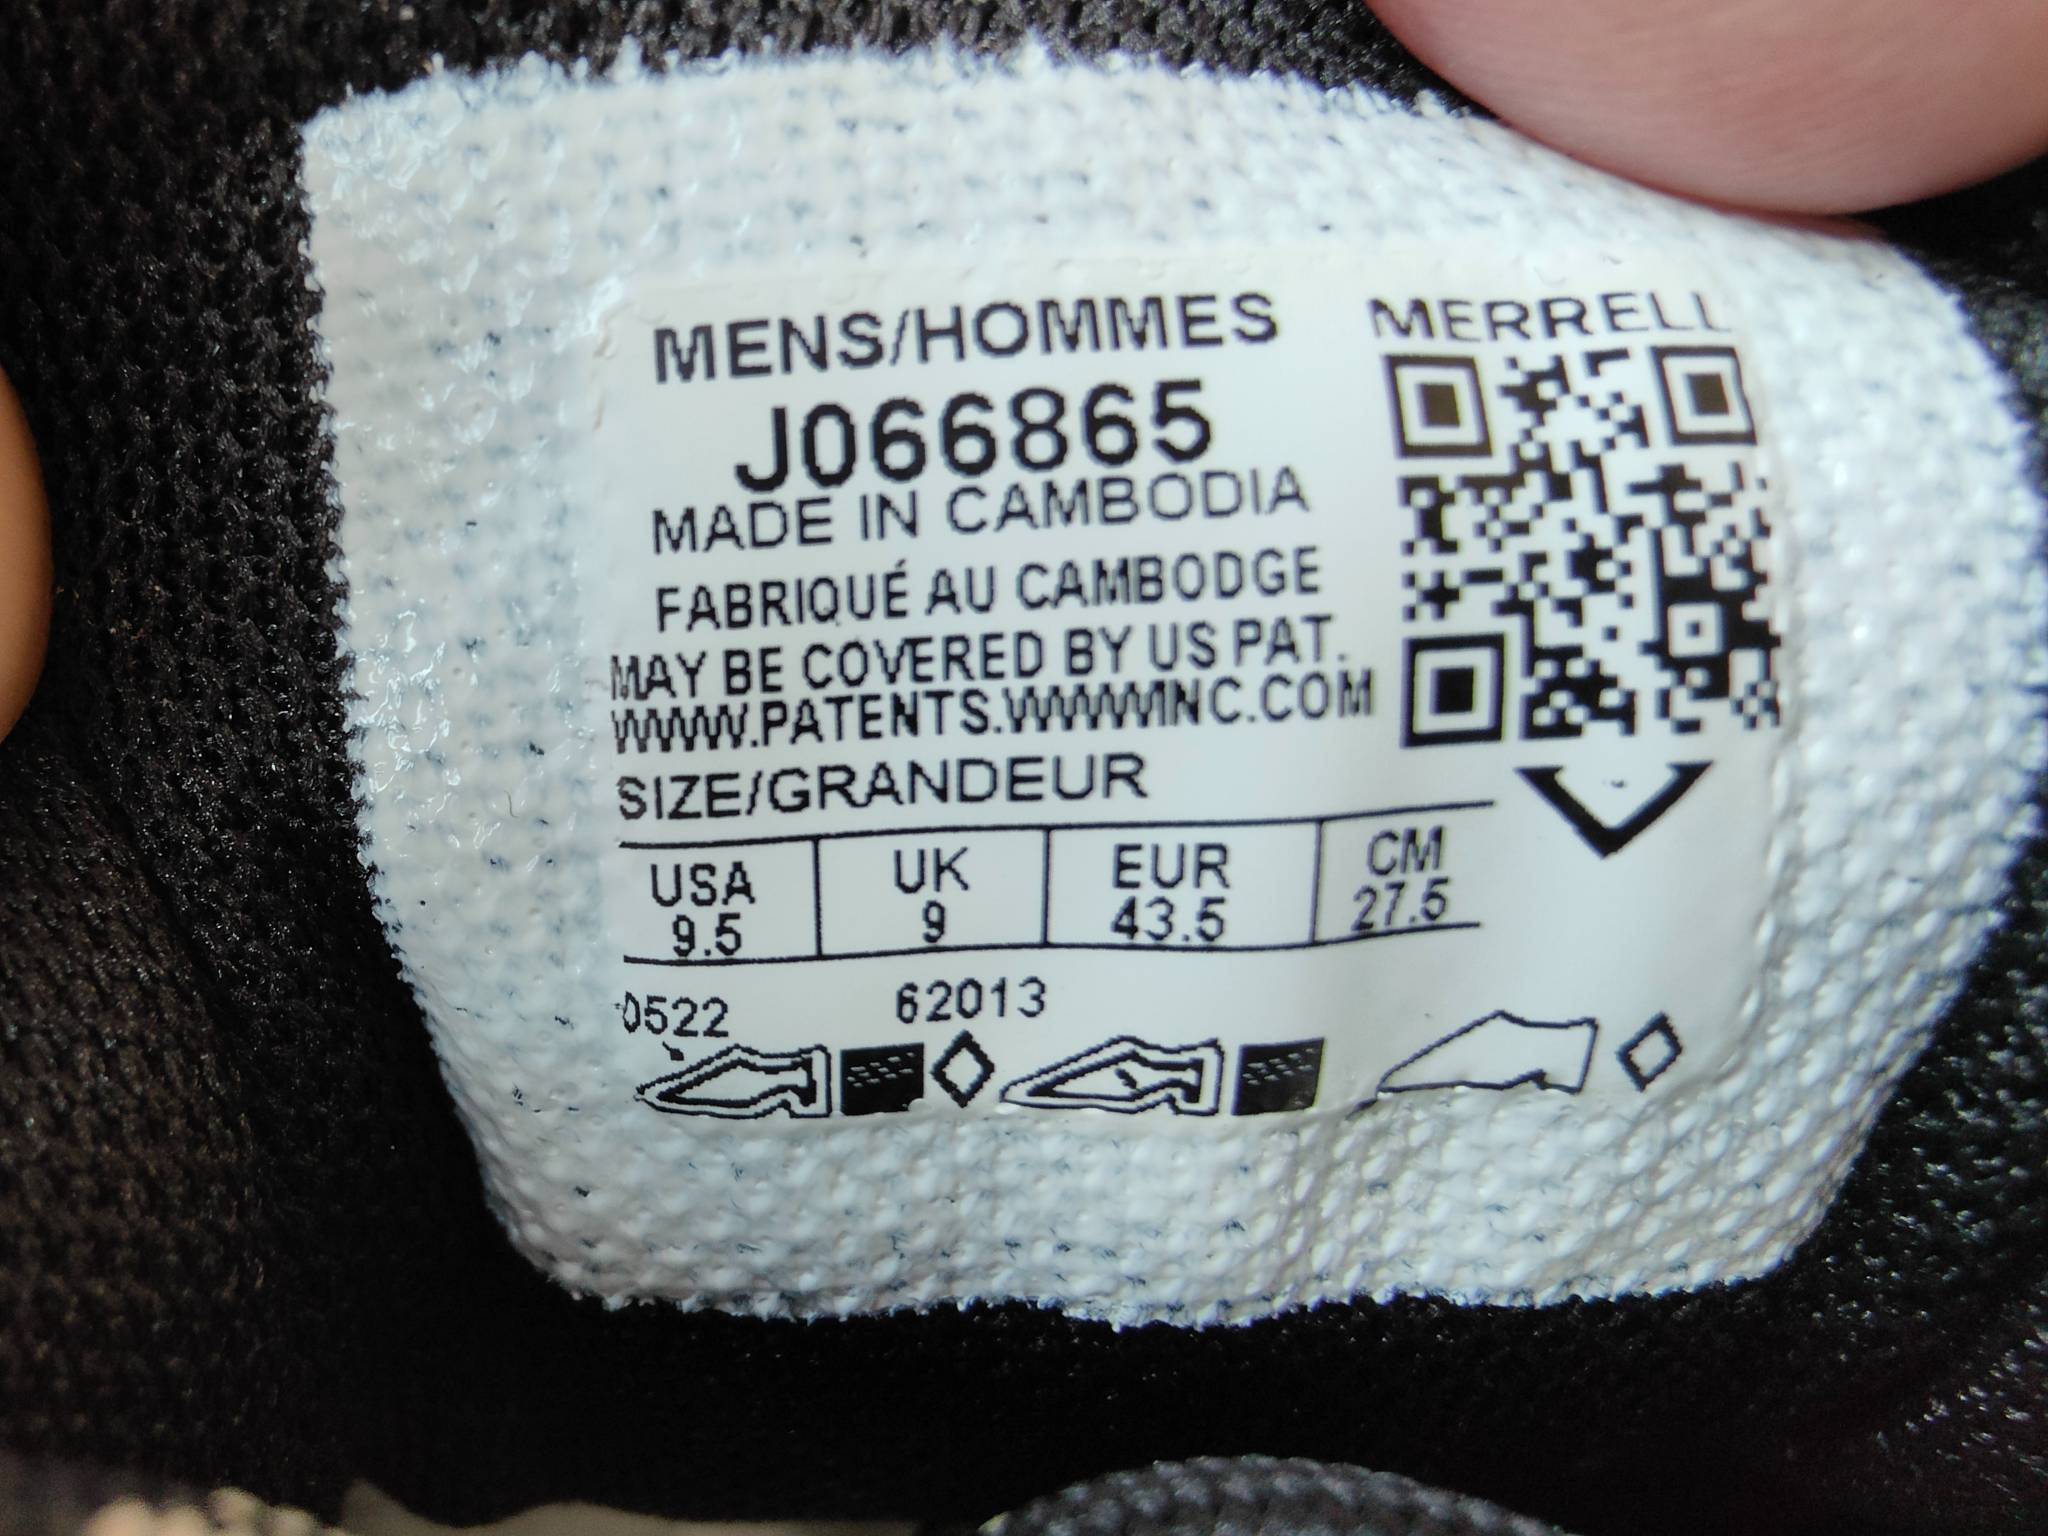 MENS/HOMMES
MERRELL
J066865
MADE IN CAMBODIA
FABRIQUÉ AU CAMBODGE
MAY BE COVERED BY US PAT.
WWW.PATENTS.WWWINC.COM
SIZE/GRANDEUR
USA UK EUR CM
9.5 9 43.5 27.5
0522 62013